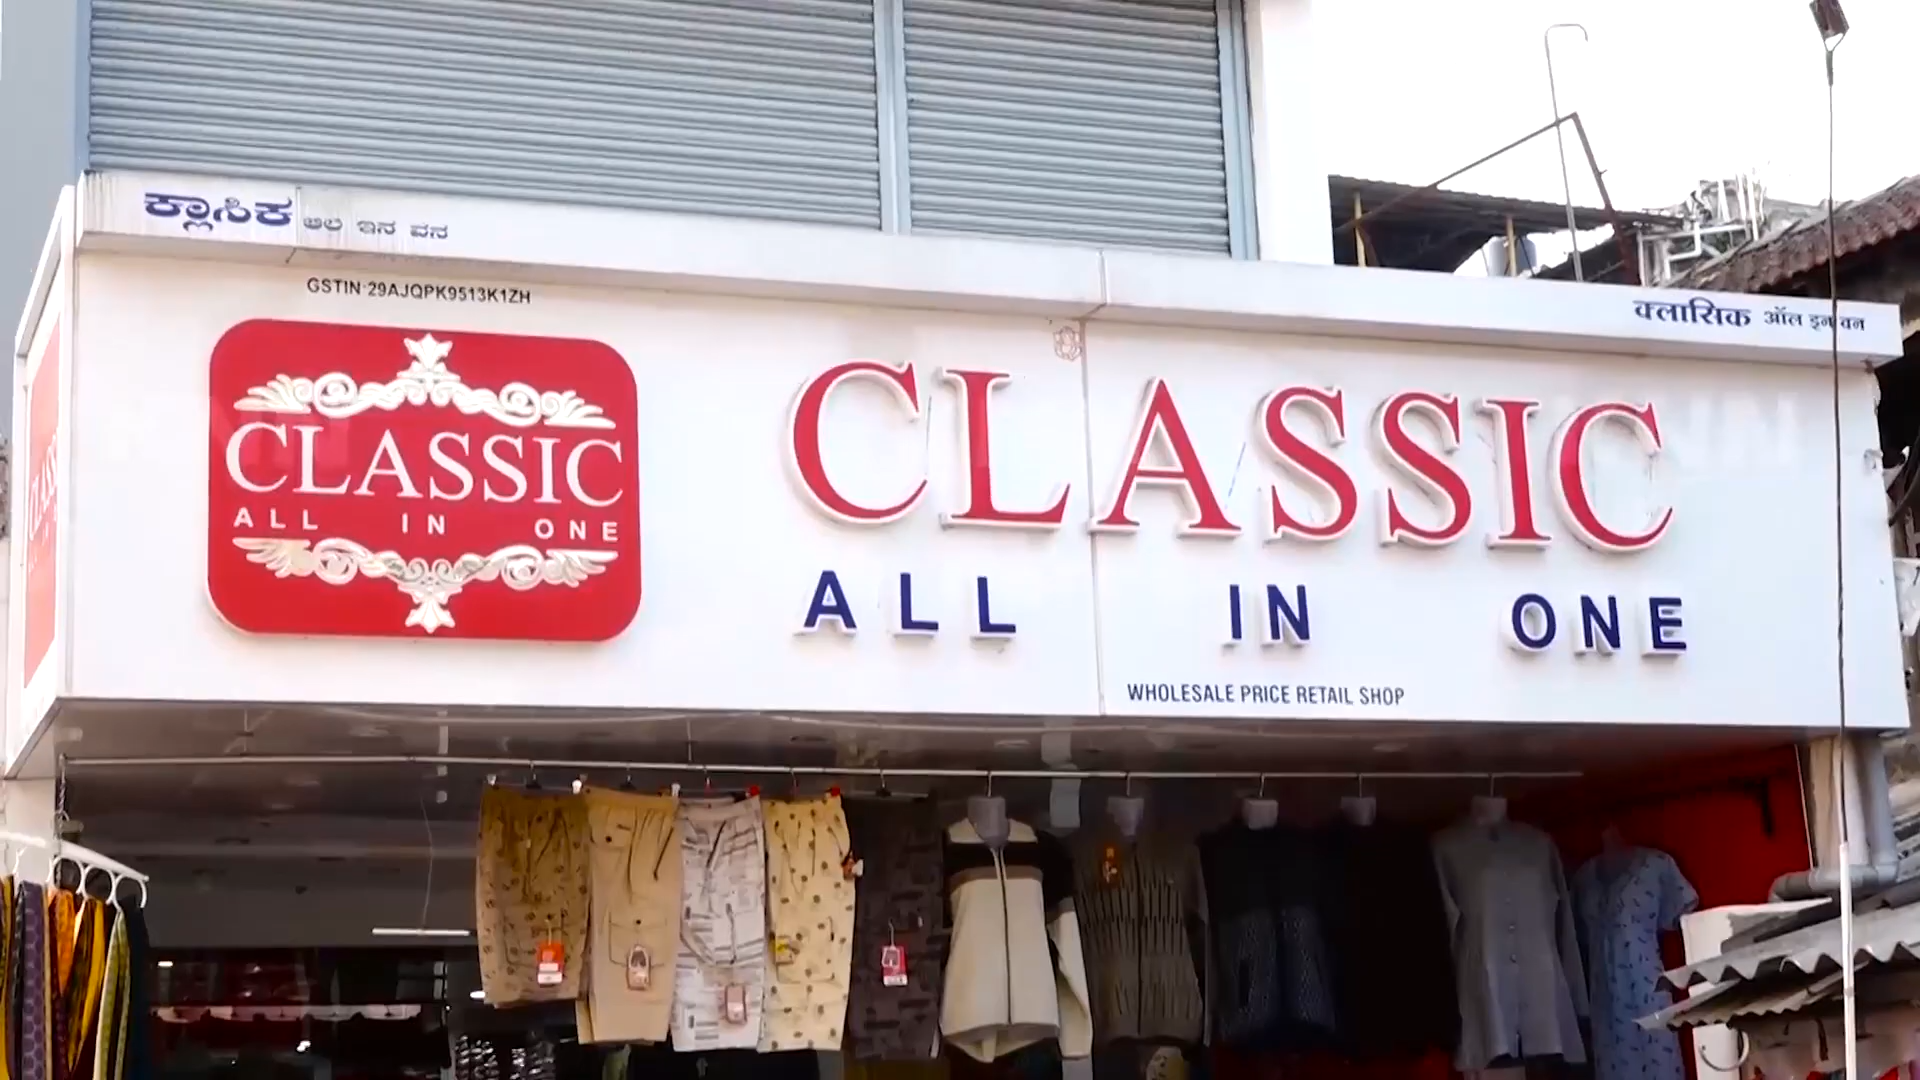 ಕ್ಲಾಸಿಕ ಆಲ ಇನ ವನ
GSTIN 29AJQPK9513K1ZH
क्लासिक ऑल इन वन
CLASSIC
ALL IN ONE
CLASSIC
ALL IN ONE
WHOLESALE PRICE RETAIL SHOP